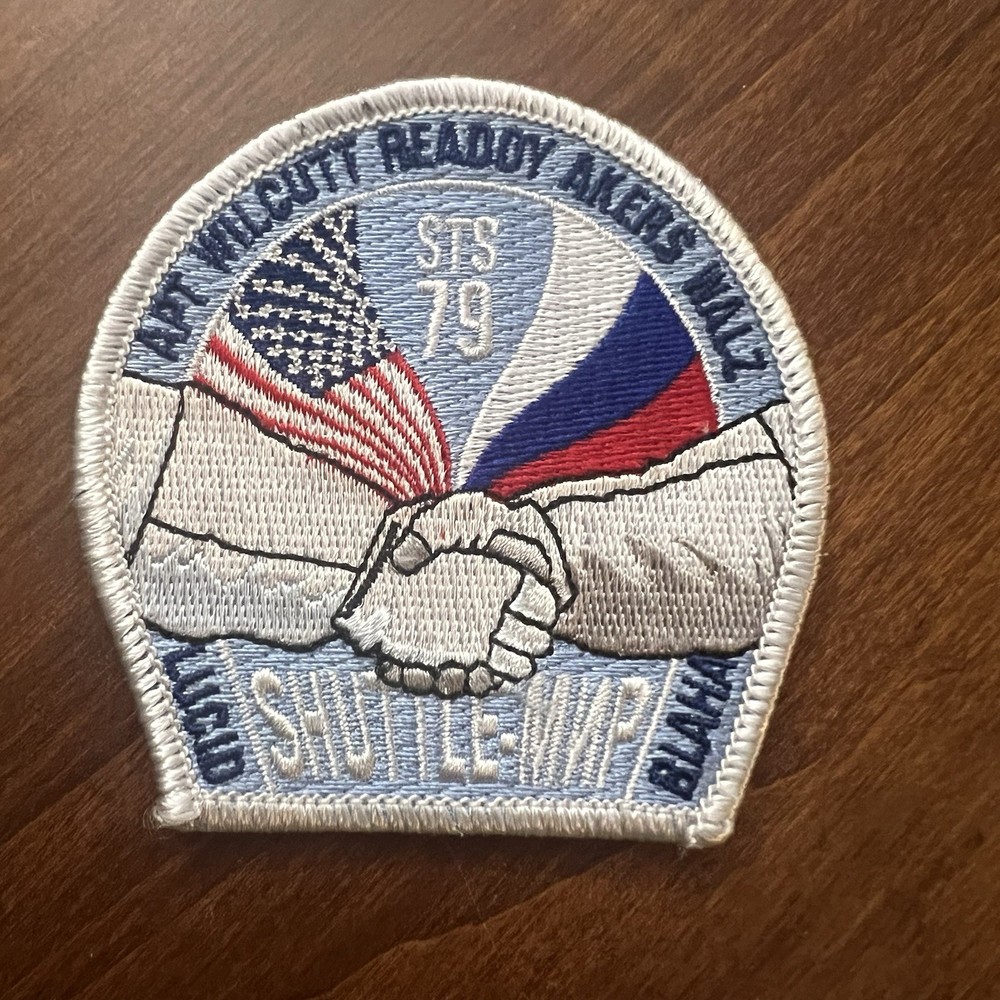 APT WILCUTT READDY AKERS WALZ
STS
79
LUCID
SHUTTLE-МИР
BLAHA